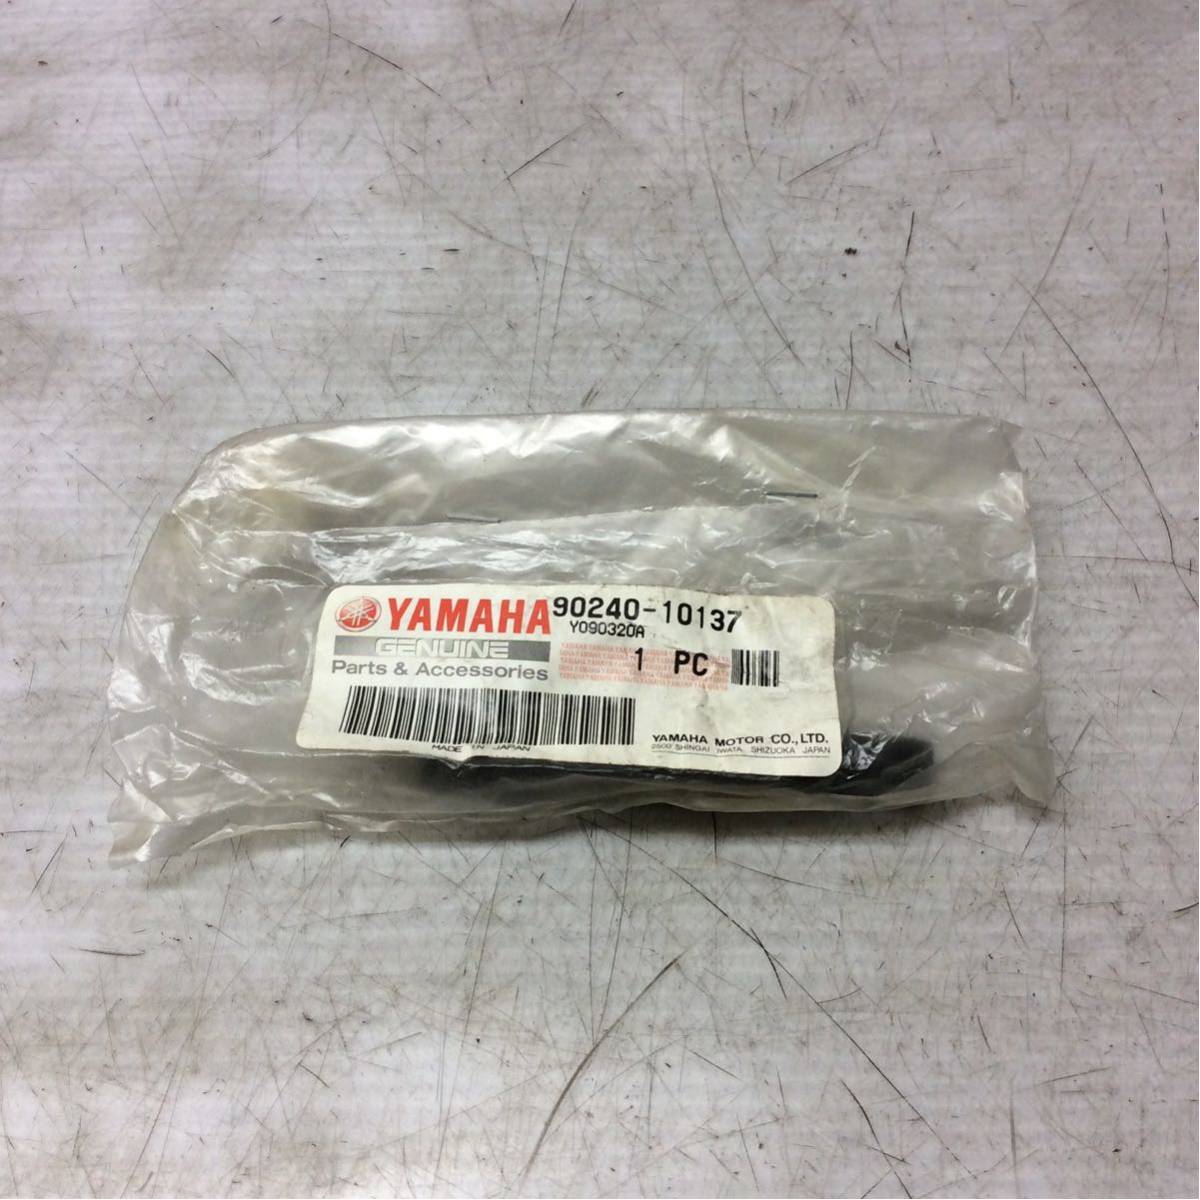 YAMAHA 90240-10137
Y090320A
GENUINE
1 PC
Parts & Accessories
MADE IN JAPAN
YAMAHA MOTOR CO.,LTD.
2500 SHINGAI IWATA SHIZUOKA JAPAN